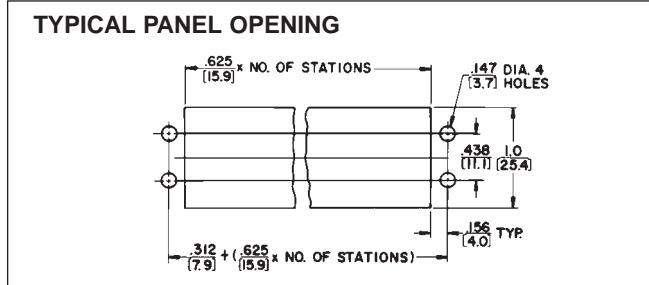 TYPICAL PANEL OPENING
.625
[15.9] x NO. OF STATIONS
.147 DIA. 4
[3.7] HOLES
.438 1.0
[11.1] [25.4]
.156
[4.0] TYP.
.312 + (.625 x NO. OF STATIONS)
[7.9] [15.9]